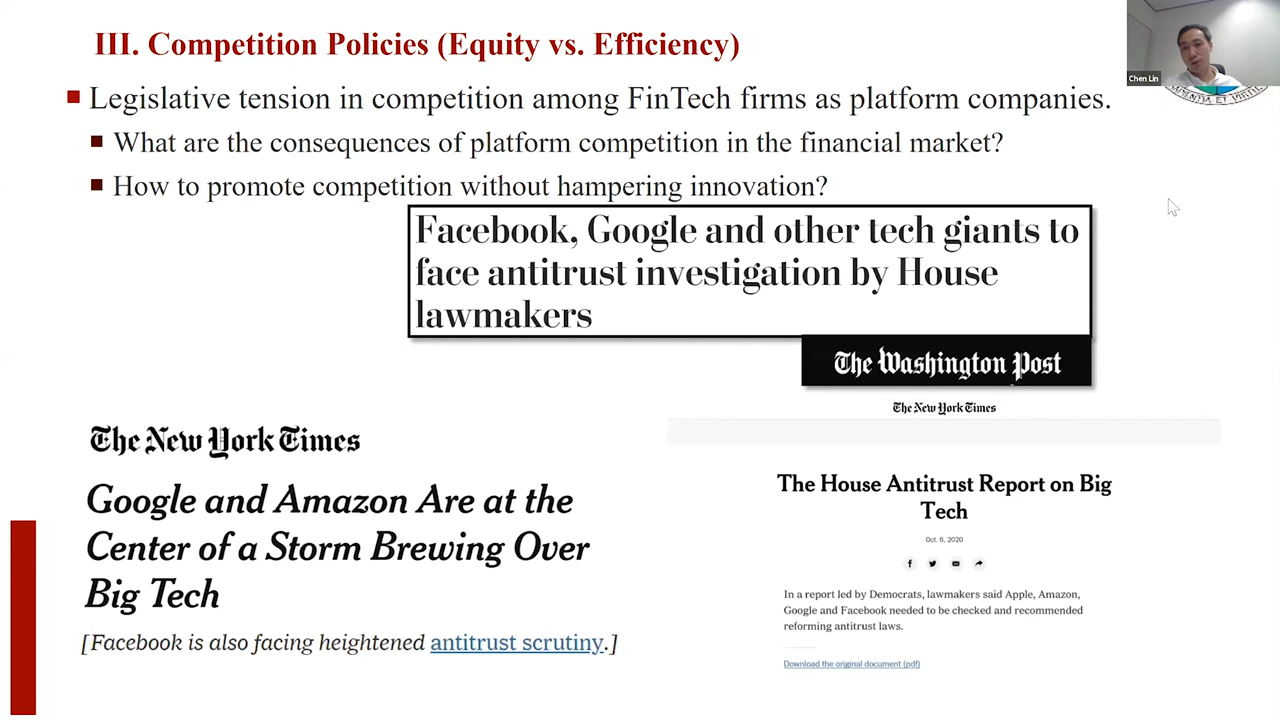 III. Competition Policies (Equity vs. Efficiency)
Chen Lin
Legislative tension in competition among FinTech firms as platform companies.
What are the consequences of platform competition in the financial market?
How to promote competition without hampering innovation?
Facebook, Google and other tech giants to
face antitrust investigation by House
lawmakers
The Washington Post
The New York Times
Google and Amazon Are at the
Center of a Storm Brewing Over
Big Tech
[Facebook is also facing heightened antitrust scrutiny.]
The New York Times
The House Antitrust Report on Big
Tech
Oct. 6, 2020
In a report led by Democrats, lawmakers said Apple, Amazon,
Google and Facebook needed to be checked and recommended
reforming antitrust laws.
Download the original document (pdf)